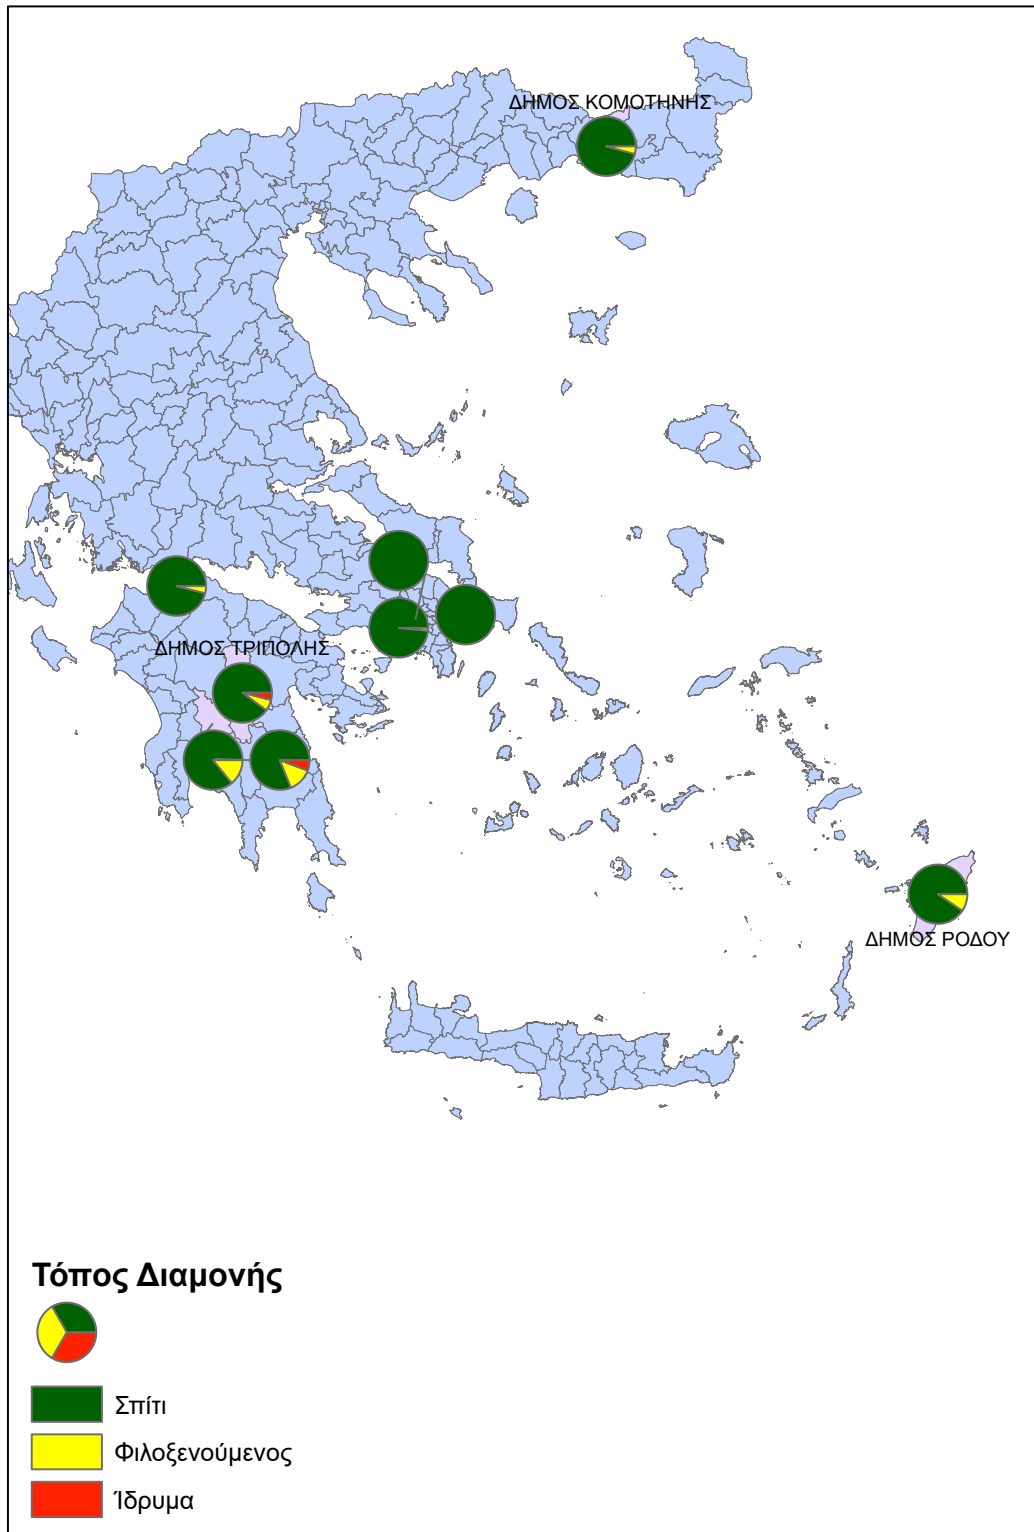 ΔΗΜΟΣ ΚΟΜΟΤΗΝΗΣ
ΔΗΜΟΣ ΤΡΙΠΟΛΗΣ
ΔΗΜΟΣ ΡΟΔΟΥ
Τόπος Διαμονής
Σπίτι
Φιλοξενούμενος
Ίδρυμα